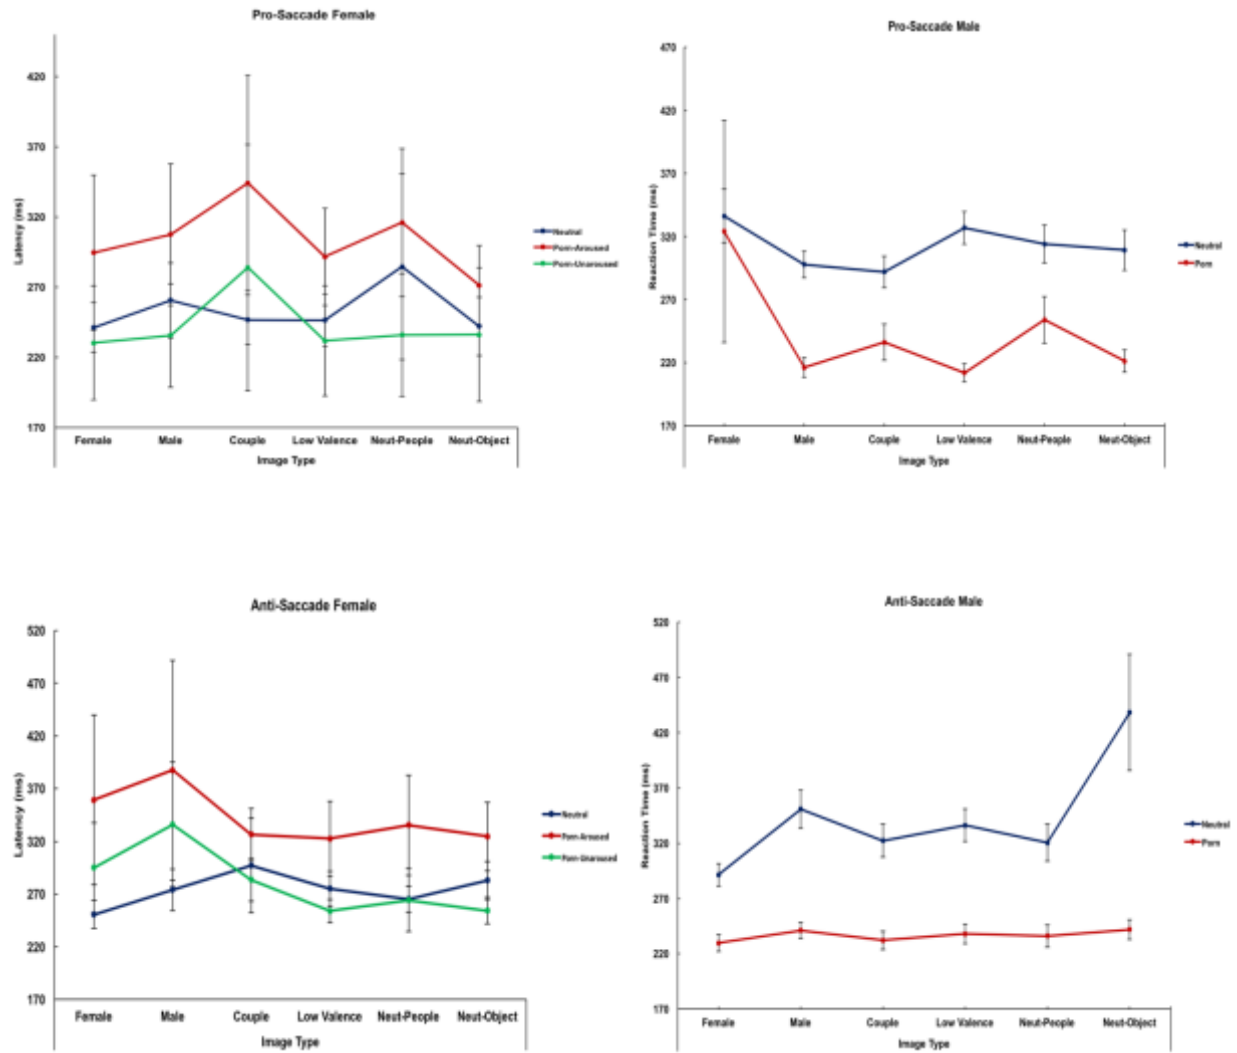 Pro-Saccade Female
420
370
320
270
220
170
Latency (ms)
Female Male Couple Low Valence Neut-People Neut-Object
Image Type
Neutral
Porn-Aroused
Porn-Unaroused
Pro-Saccade Male
470
420
370
320
270
220
170
Reaction Time (ms)
Female Male Couple Low Valence Neut-People Neut-Object
Image Type
Neutral
Porn
Anti-Saccade Female
520
470
420
370
320
270
220
170
Latency (ms)
Female Male Couple Low Valence Neut-People Neut-Object
Image Type
Neutral
Porn-Aroused
Porn-Unaroused
Anti-Saccade Male
520
470
420
370
320
270
220
170
Reaction Time (ms)
Female Male Couple Low Valence Neut-People Neut-Object
Image Type
Neutral
Porn